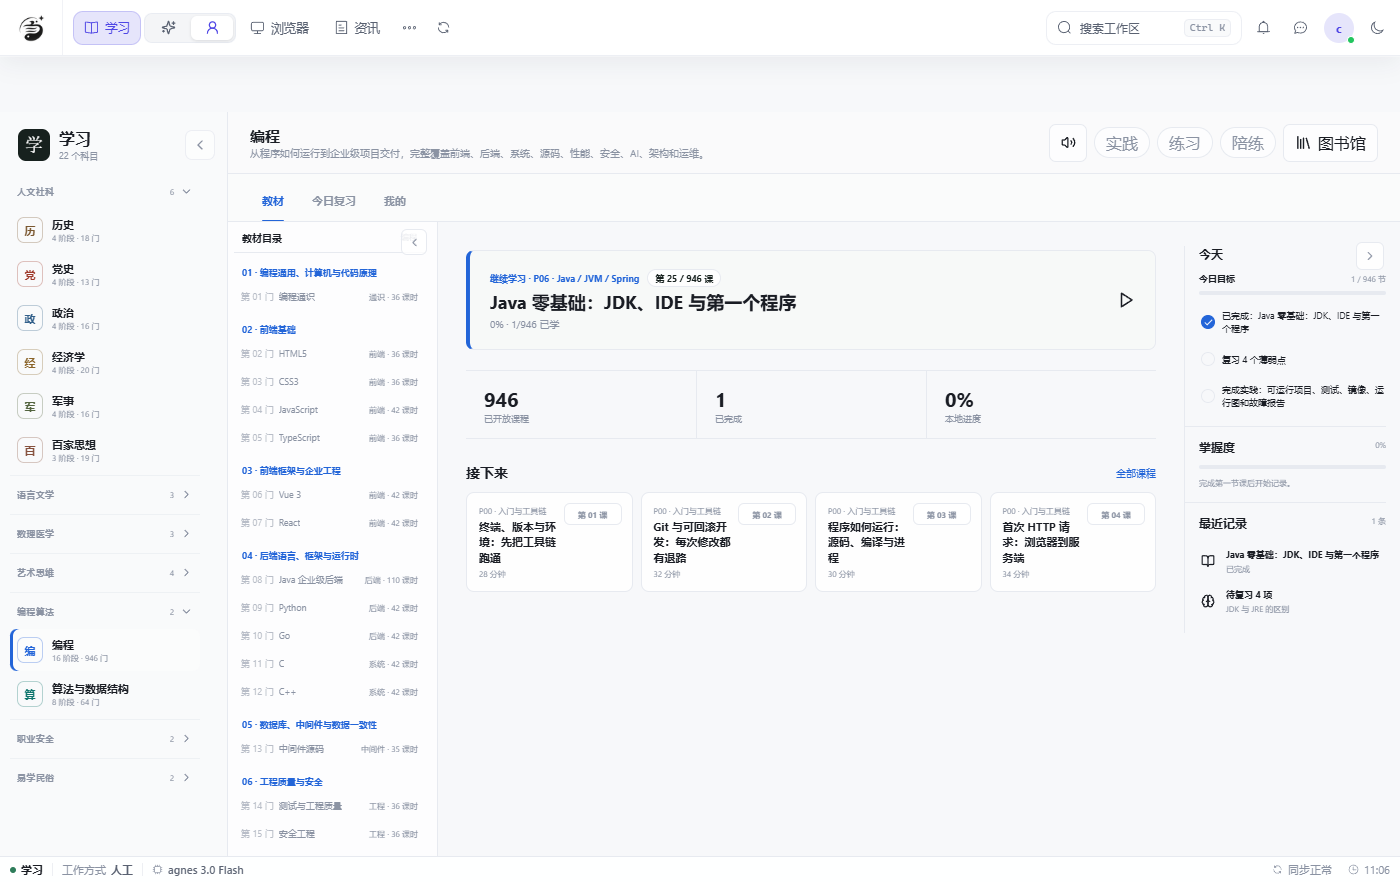 学习
浏览器
资讯
搜索工作区
Ctrl K
c
学
学习
22 个科目
人文社科
6
历
历史
4 阶段 · 18 门
党
党史
4 阶段 · 13 门
政
政治
4 阶段 · 16 门
经
经济学
4 阶段 · 20 门
军
军事
4 阶段 · 16 门
百
百家思想
3 阶段 · 19 门
语言文学
3
数理医学
3
艺术思维
4
编程算法
2
编
编程
16 阶段 · 946 门
算
算法与数据结构
8 阶段 · 64 门
职业安全
2
易学民俗
2
编程
从程序如何运行到企业级项目交付，完整覆盖前端、后端、系统、源码、性能、安全、AI、架构和运维。
实践
练习
陪练
图书馆
教材
今日复习
我的
教材目录
01 · 编程通用、计算机与代码原理
第 01 门 编程通识 通识 · 36 课时
02 · 前端基础
第 02 门 HTML5 前端 · 36 课时
第 03 门 CSS3 前端 · 36 课时
第 04 门 JavaScript 前端 · 42 课时
第 05 门 TypeScript 前端 · 36 课时
03 · 前端框架与企业工程
第 06 门 Vue 3 前端 · 42 课时
第 07 门 React 前端 · 42 课时
04 · 后端语言、框架与运行时
第 08 门 Java 企业级后端 后端 · 110 课时
第 09 门 Python 后端 · 42 课时
第 10 门 Go 后端 · 42 课时
第 11 门 C 系统 · 42 课时
第 12 门 C++ 系统 · 42 课时
05 · 数据库、中间件与数据一致性
第 13 门 中间件源码 中间件 · 35 课时
06 · 工程质量与安全
第 14 门 测试与工程质量 工程 · 36 课时
第 15 门 安全工程 工程 · 36 课时
继续学习 · P06 · Java / JVM / Spring
第 25 / 946 课
Java 零基础：JDK、IDE 与第一个程序
0% · 1/946 已学
946
已开放课程
1
已完成
0%
本地进度
接下来
全部课程
P00 · 入门与工具链
第 01 课
终端、版本与环
境：先把工具链
跑通
28 分钟
P00 · 入门与工具链
第 02 课
Git 与可回滚开
发：每次修改都
有退路
32 分钟
P00 · 入门与工具链
第 03 课
程序如何运行：
源码、编译与进
程
30 分钟
P00 · 入门与工具链
第 04 课
首次 HTTP 请
求：浏览器到服
务端
34 分钟
今天
今日目标
1 / 946 节
已完成：Java 零基础：JDK、IDE 与第一
个程序
复习 4 个薄弱点
完成实践：可运行项目、测试、镜像、运
行图和故障报告
掌握度
0%
完成第一节课后开始记录。
最近记录
1 条
Java 零基础：JDK、IDE 与第一个程序
已完成
待复习 4 项
JDK 与 JRE 的区别
学习
工作方式 人工
agnes 3.0 Flash
同步正常
11:06